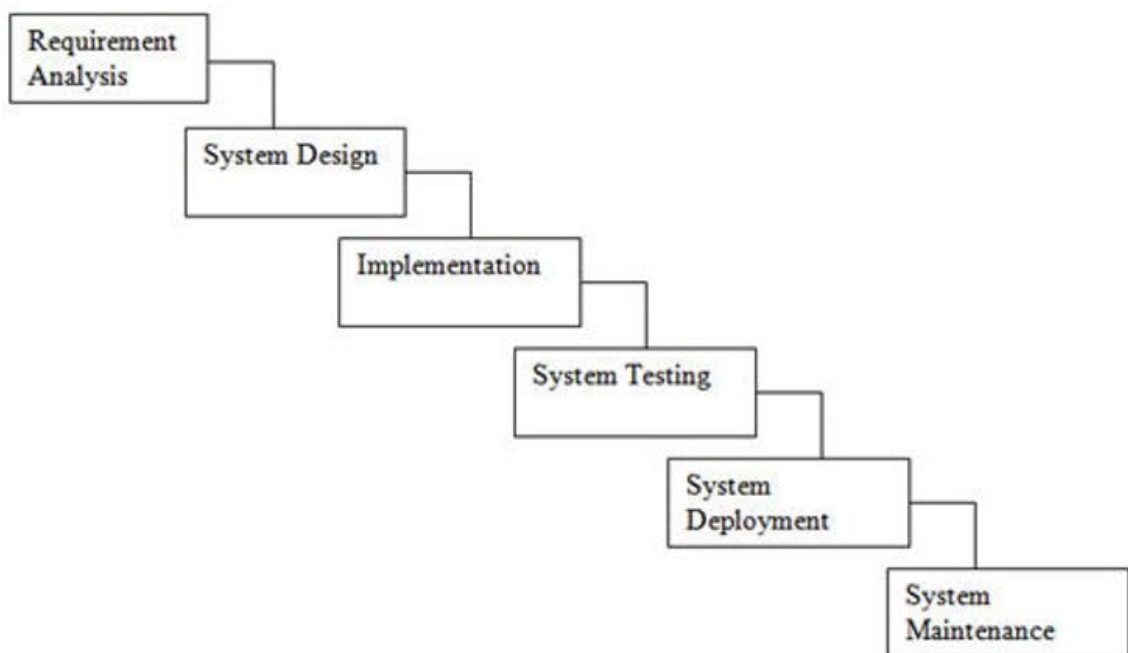 Requirement
Analysis
System Design
Implementation
System Testing
System
Deployment
System
Maintenance